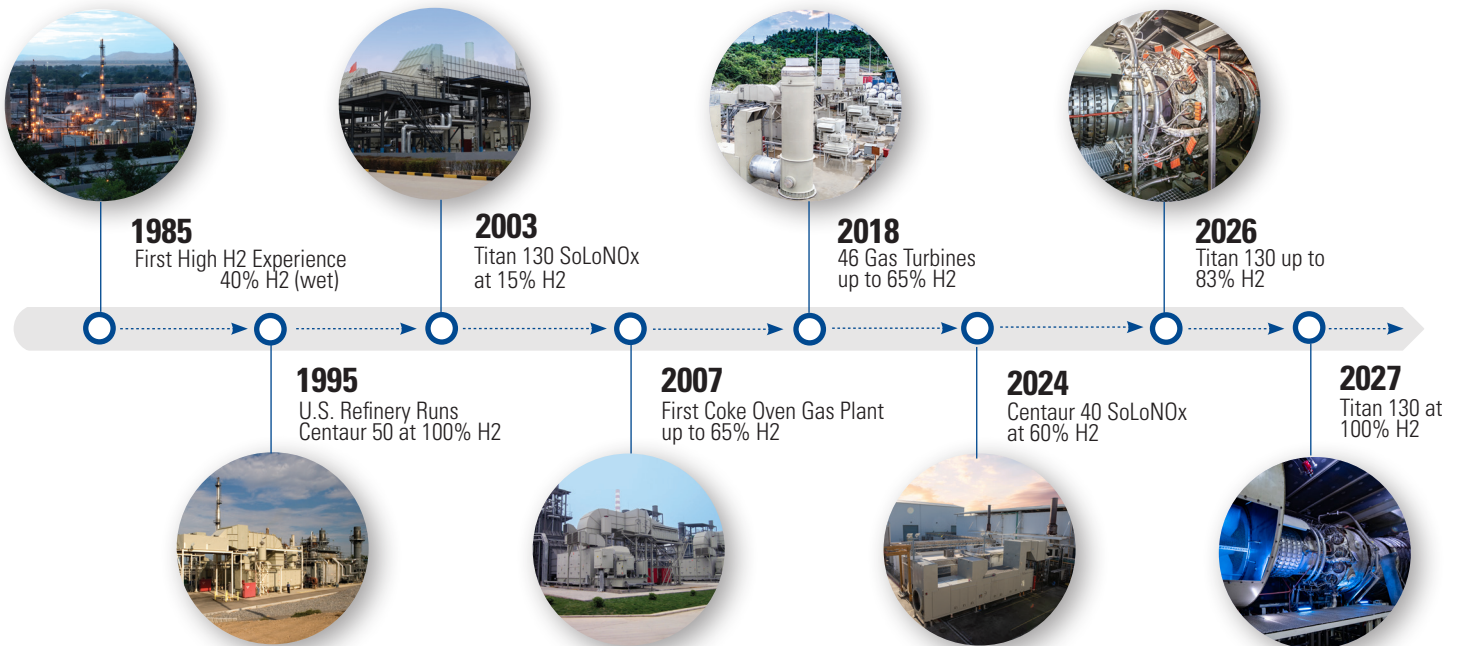 1985
First High H2 Experience
40% H2 (wet)
1995
U.S. Refinery Runs
Centaur 50 at 100% H2
2003
Titan 130 SoLoNOx
at 15% H2
2007
First Coke Oven Gas Plant
up to 65% H2
2018
46 Gas Turbines
up to 65% H2
2024
Centaur 40 SoLoNOx
at 60% H2
2026
Titan 130 up to
83% H2
2027
Titan 130 at
100% H2